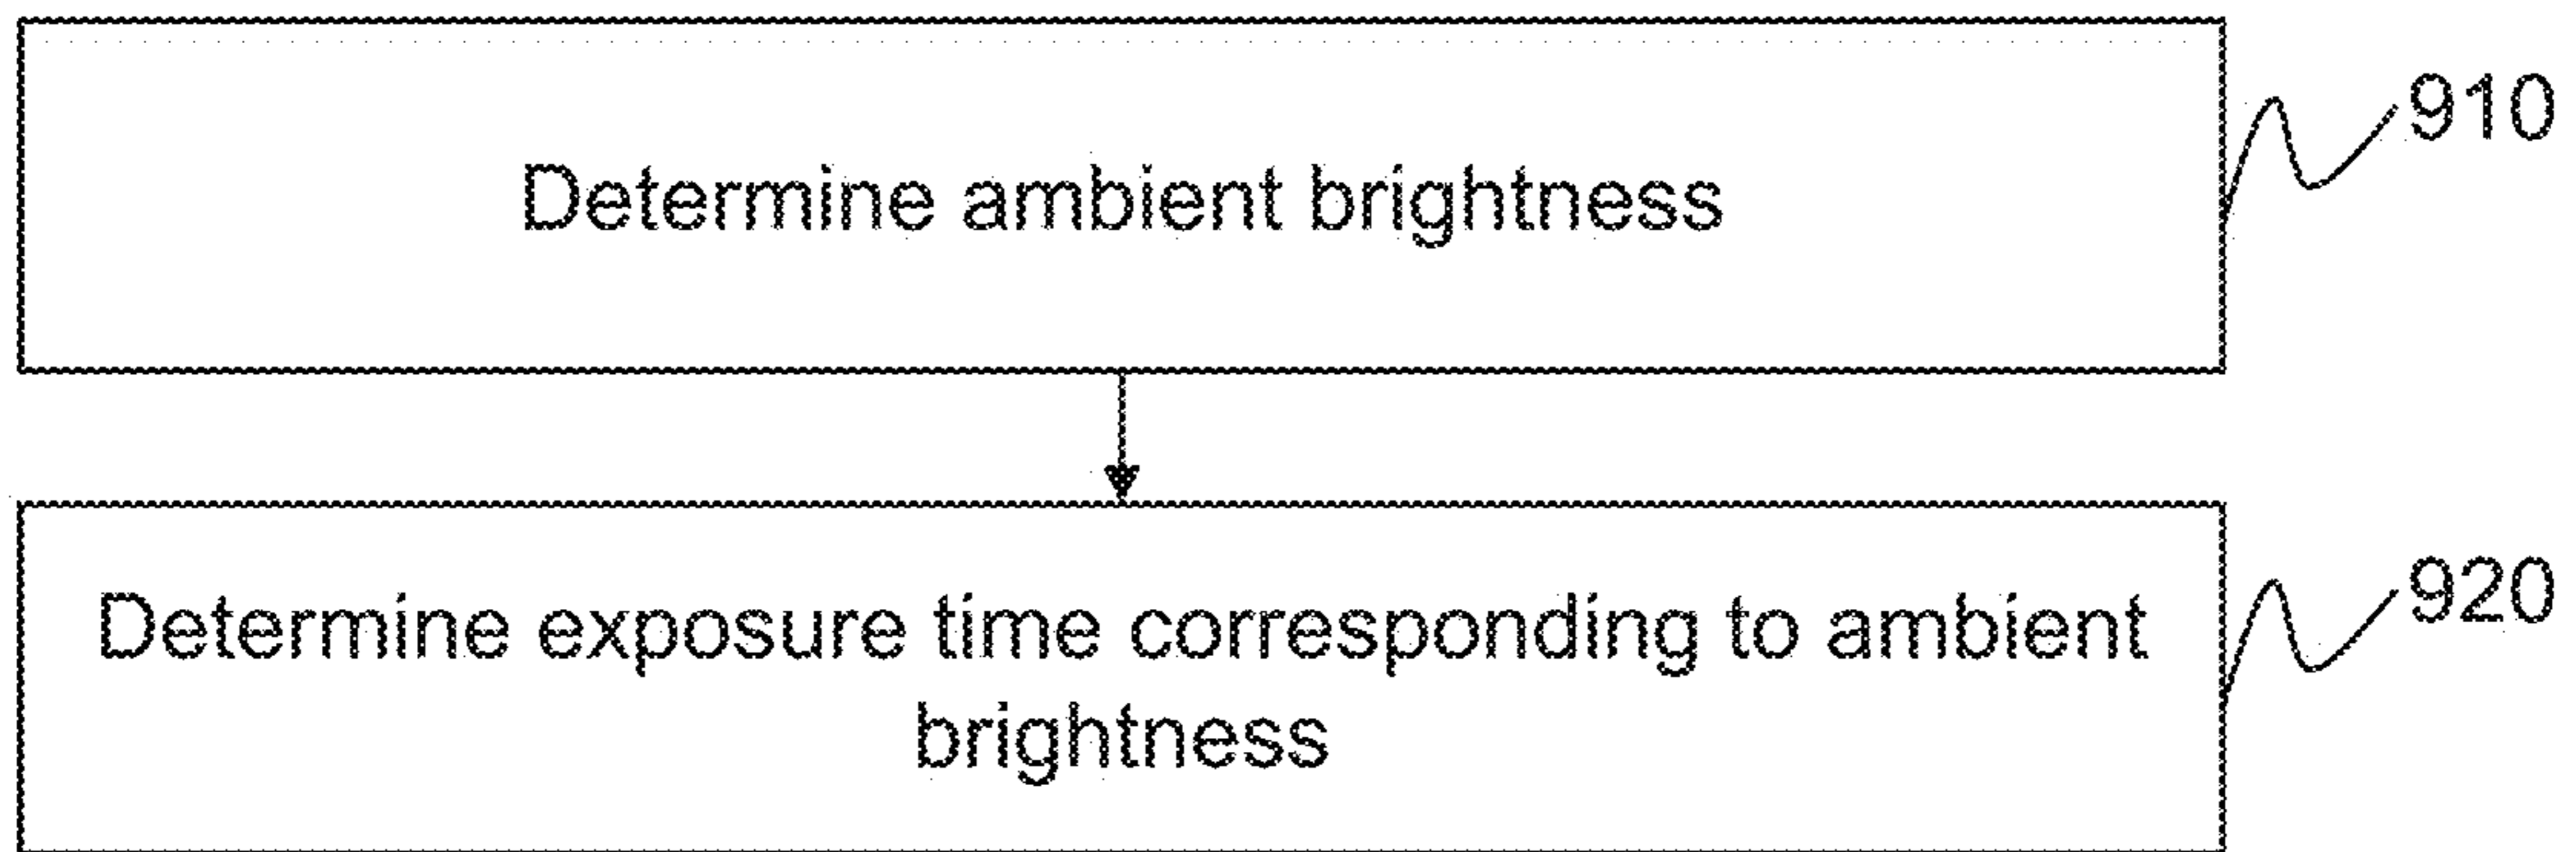 Determine ambient brightness
910
Determine exposure time corresponding to ambient
brightness
920